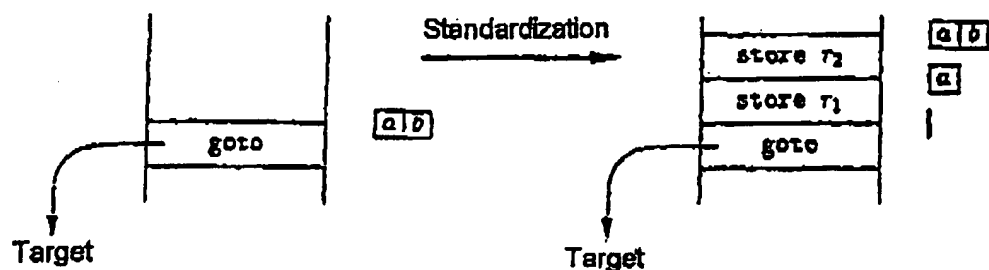 Standardization
a b
store r₂
a
store r₁
a b
goto
goto
Target
Target